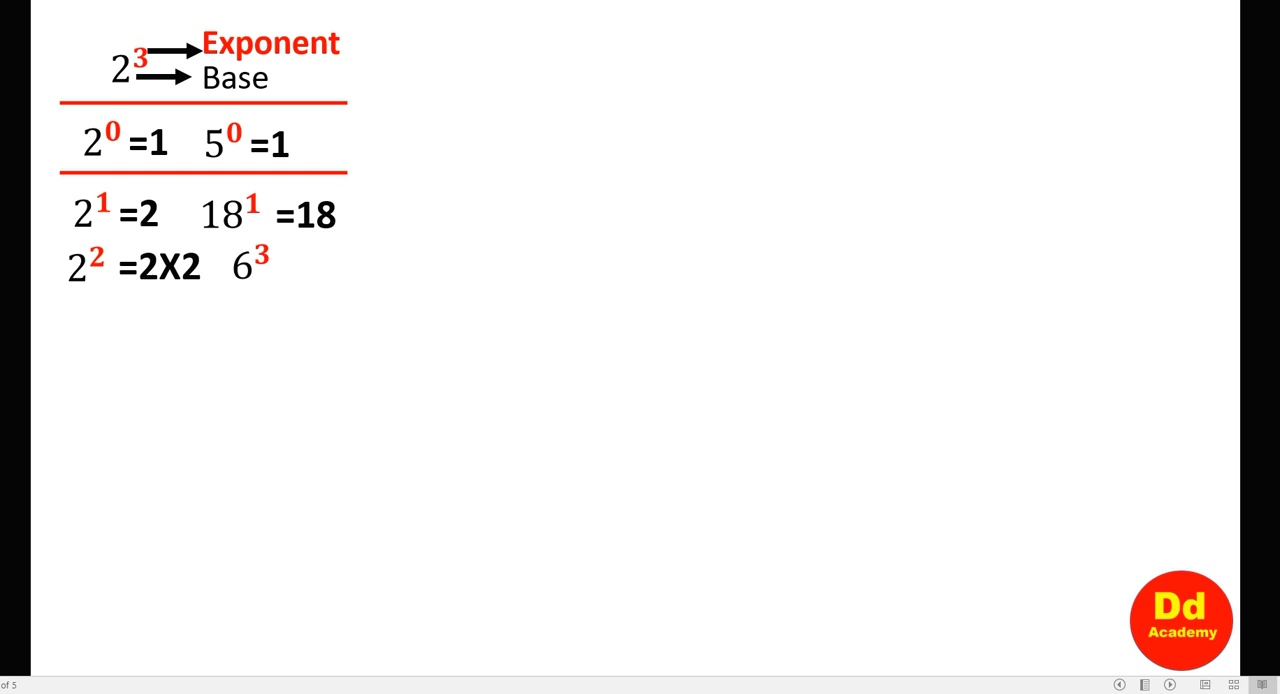 2³ Exponent
Base
2⁰ =1 5⁰ =1
2¹ =2 18¹ =18
2² =2X2 6³
Dd
Academy
of 5